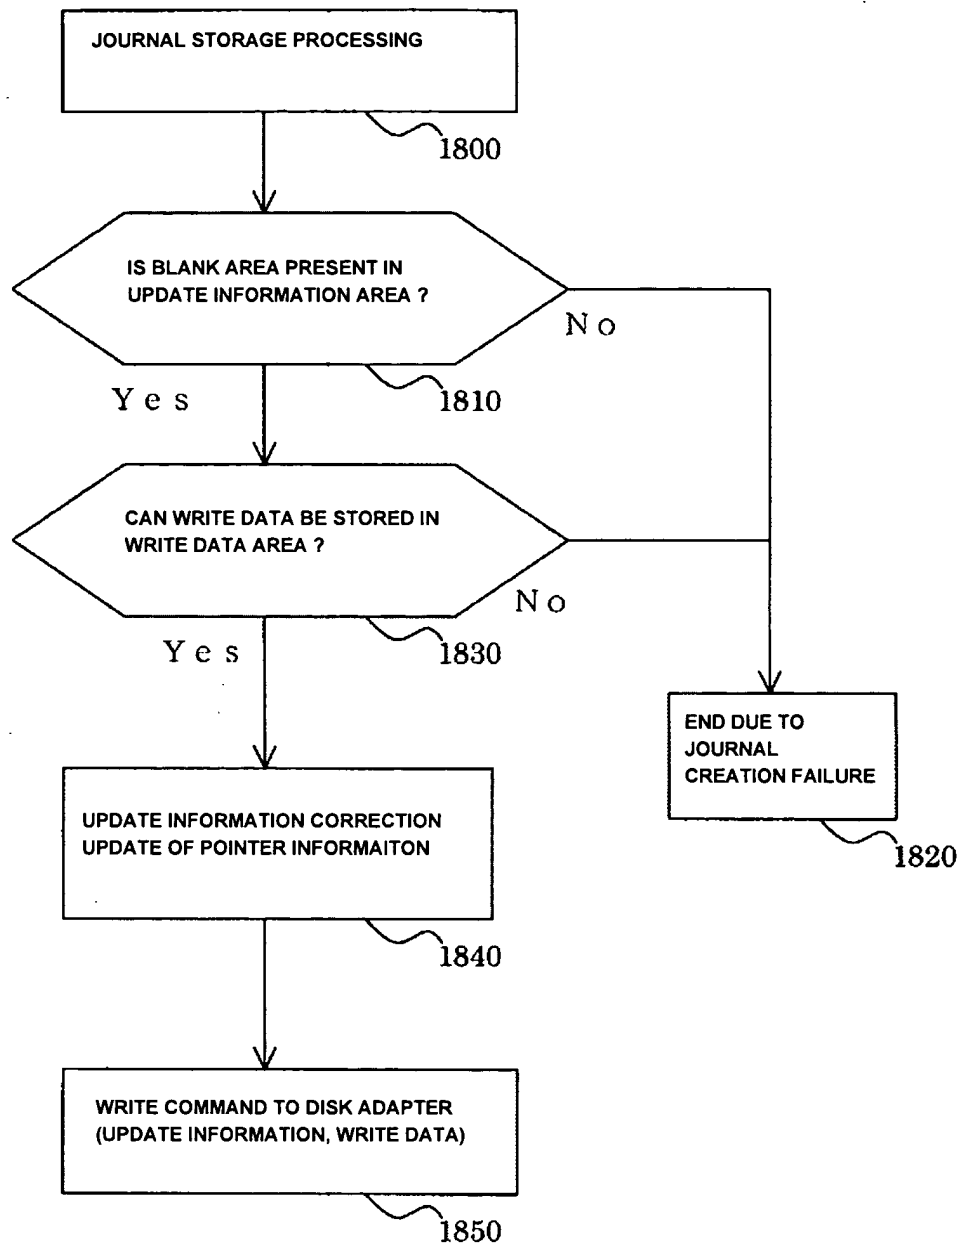 JOURNAL STORAGE PROCESSING
1800
IS BLANK AREA PRESENT IN
UPDATE INFORMATION AREA ?
No
Yes
1810
CAN WRITE DATA BE STORED IN
WRITE DATA AREA ?
No
Yes
1830
END DUE TO
JOURNAL
CREATION FAILURE
1820
UPDATE INFORMATION CORRECTION
UPDATE OF POINTER INFORMAITON
1840
WRITE COMMAND TO DISK ADAPTER
(UPDATE INFORMATION, WRITE DATA)
1850